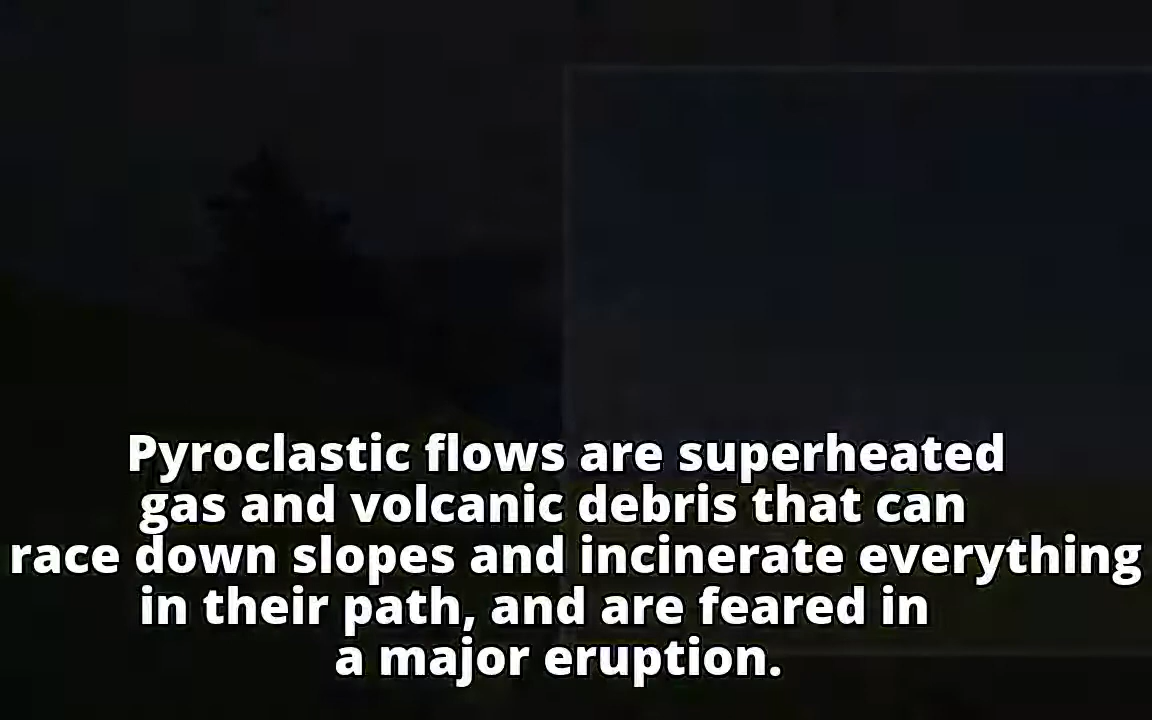 Pyroclastic flows are superheated
gas and volcanic debris that can
race down slopes and incinerate everything
in their path, and are feared in
a major eruption.